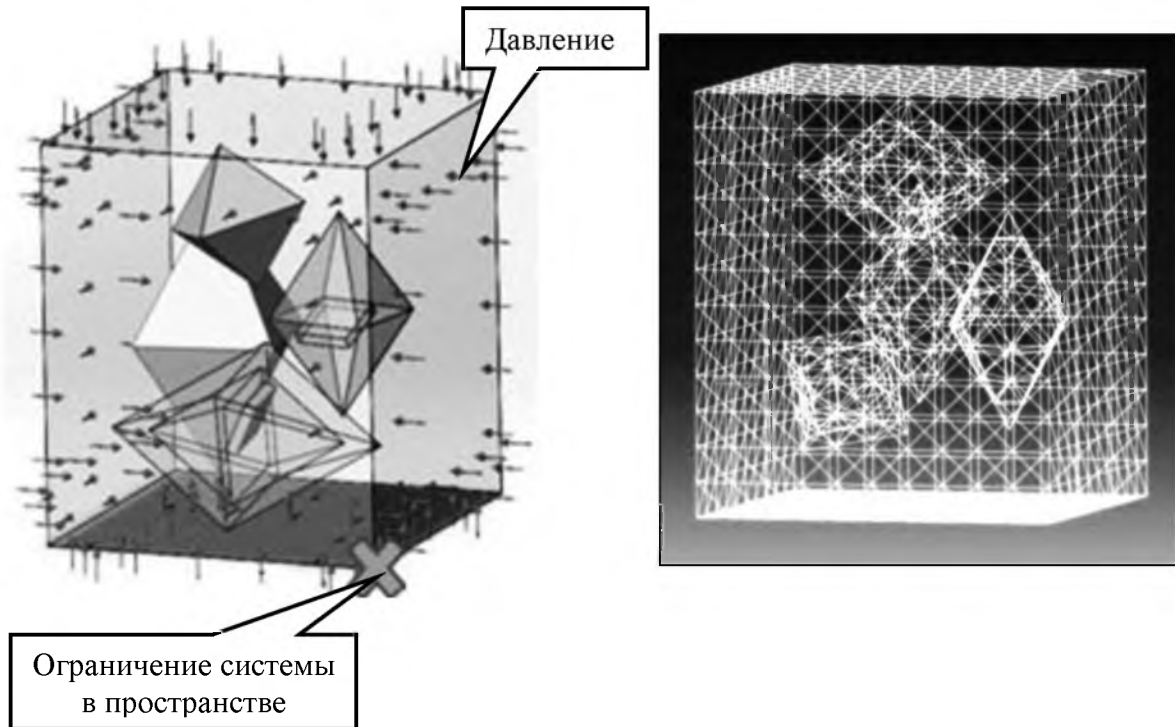 Давление
Ограничение системы
в пространстве